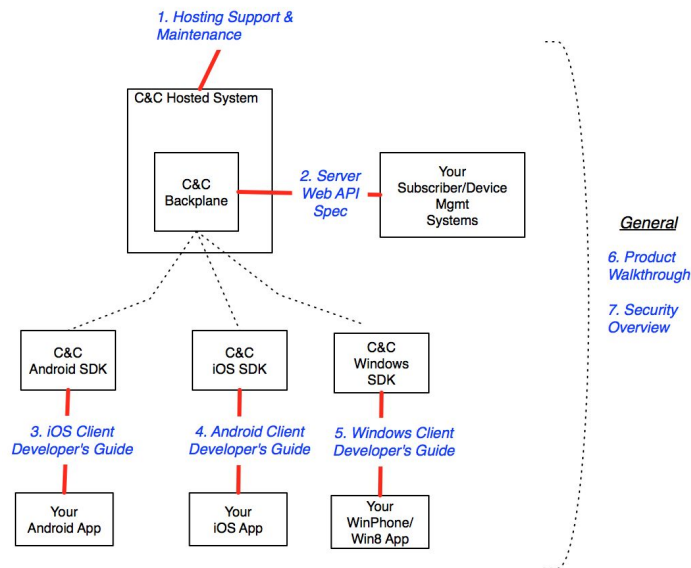 1. Hosting Support &
Maintenance
C&C Hosted System
C&C
Backplane
2. Server
Web API
Spec
Your
Subscriber/Device
Mgmt
Systems
General
6. Product
Walkthrough
7. Security
Overview
C&C
Android SDK
C&C
iOS SDK
C&C
Windows
SDK
3. iOS Client
Developer's Guide
4. Android Client
Developer's Guide
5. Windows Client
Developer's Guide
Your
Android App
Your
iOS App
Your
WinPhone/
Win8 App